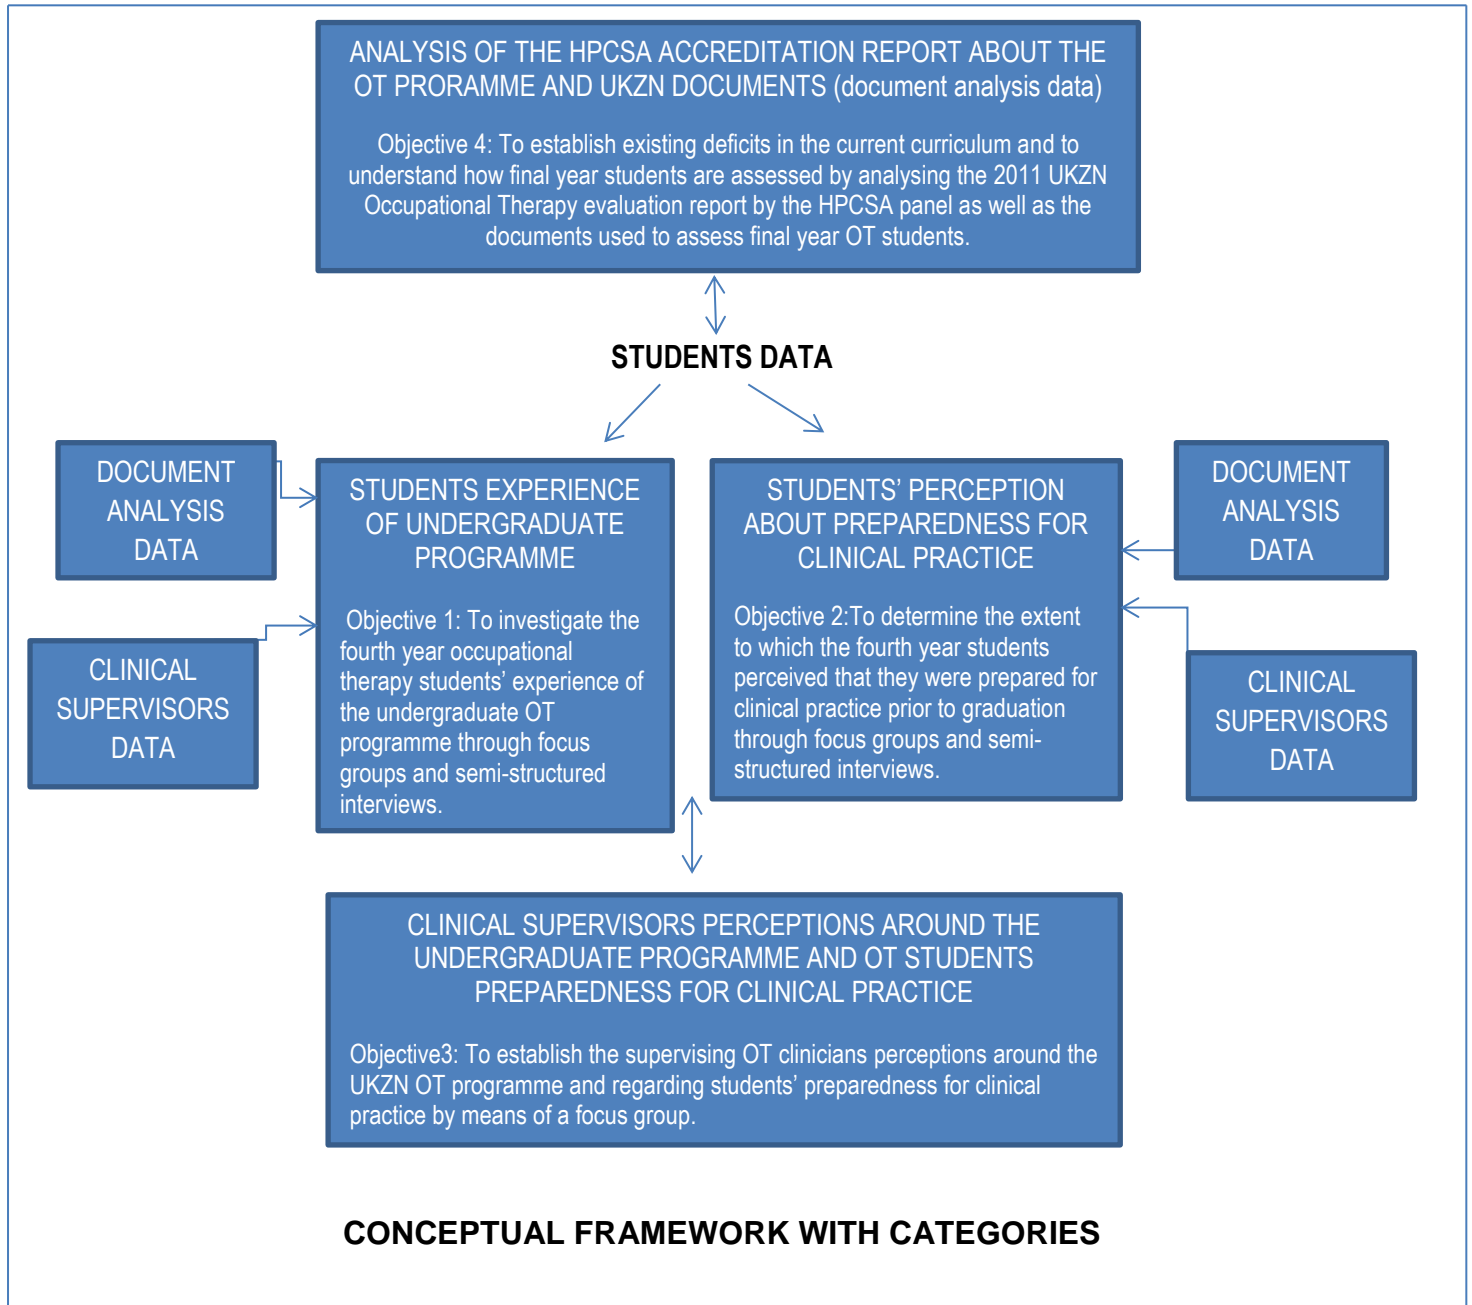 ANALYSIS OF THE HPCSA ACCREDITATION REPORT ABOUT THE
OT PRORAMME AND UKZN DOCUMENTS (document analysis data)
Objective 4: To establish existing deficits in the current curriculum and to
understand how final year students are assessed by analysing the 2011 UKZN
Occupational Therapy evaluation report by the HPCSA panel as well as the
documents used to assess final year OT students.
STUDENTS DATA
DOCUMENT
ANALYSIS
DATA
CLINICAL
SUPERVISORS
DATA
STUDENTS EXPERIENCE
OF UNDERGRADUATE
PROGRAMME
Objective 1: To investigate the
fourth year occupational
therapy students’ experience of
the undergraduate OT
programme through focus
groups and semi-structured
interviews.
STUDENTS’ PERCEPTION
ABOUT PREPAREDNESS FOR
CLINICAL PRACTICE
Objective 2:To determine the extent
to which the fourth year students
perceived that they were prepared for
clinical practice prior to graduation
through focus groups and semi-
structured interviews.
DOCUMENT
ANALYSIS
DATA
CLINICAL
SUPERVISORS
DATA
CLINICAL SUPERVISORS PERCEPTIONS AROUND THE
UNDERGRADUATE PROGRAMME AND OT STUDENTS
PREPAREDNESS FOR CLINICAL PRACTICE
Objective3: To establish the supervising OT clinicians perceptions around the
UKZN OT programme and regarding students’ preparedness for clinical
practice by means of a focus group.
CONCEPTUAL FRAMEWORK WITH CATEGORIES